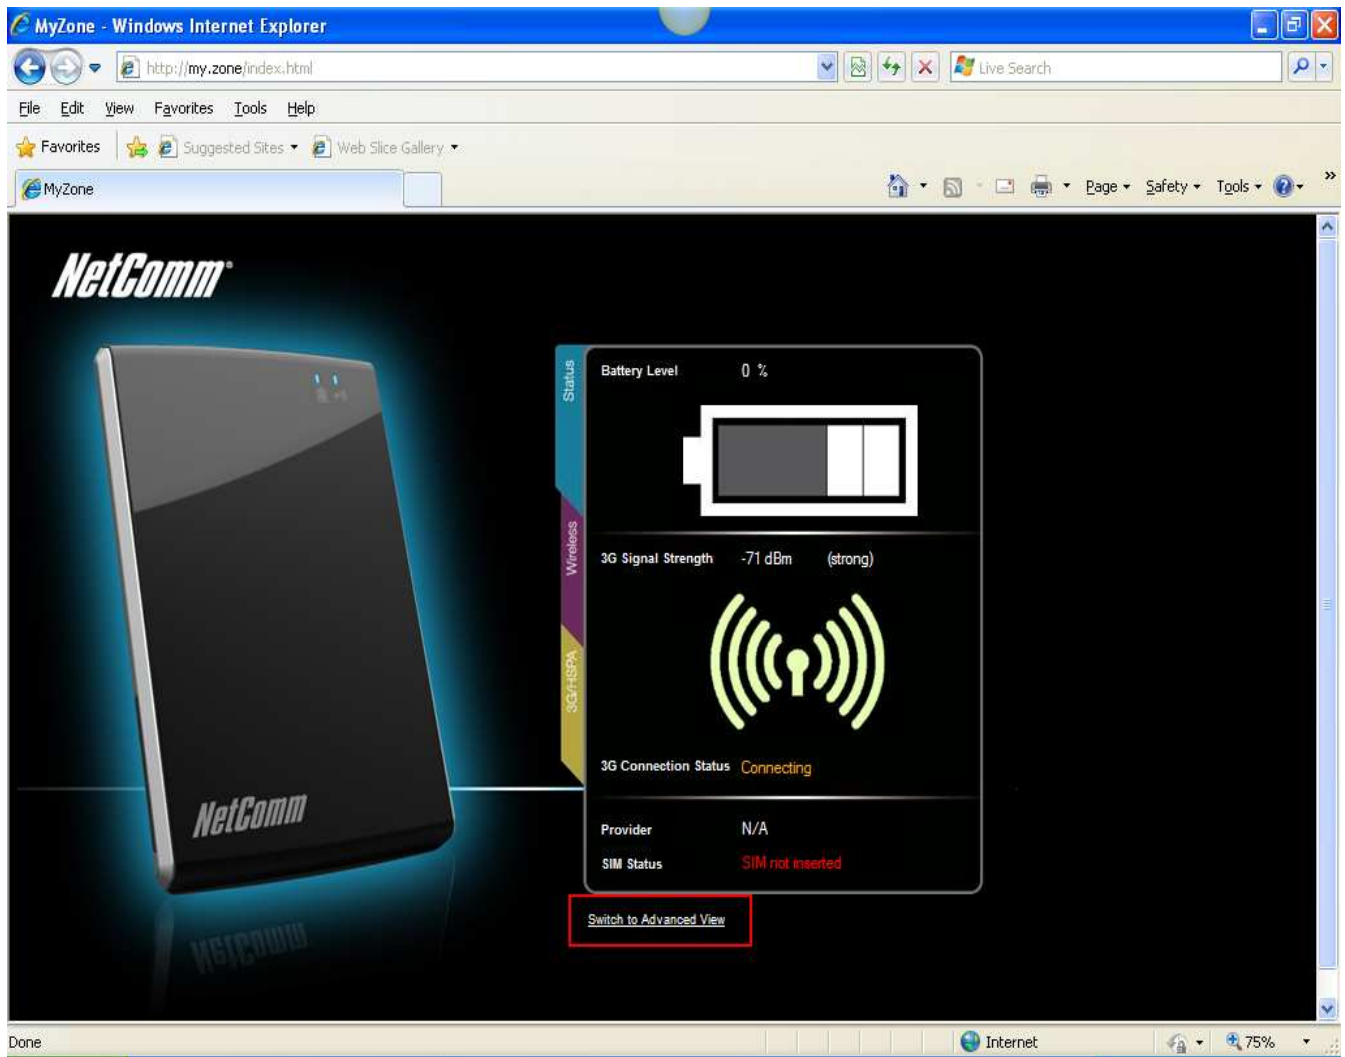 MyZone - Windows Internet Explorer
http://my.zone/index.html
Live Search
File Edit View Favorites Tools Help
Favorites Suggested Sites Web Slice Gallery
MyZone
Page Safety Tools
NetComm
Status
Battery Level 0 %
Wireless
3G Signal Strength -71 dBm (strong)
3G/HSPA
3G Connection Status Connecting
NetComm
Provider N/A
SIM Status SIM not inserted
Switch to Advanced View
Done Internet 75%